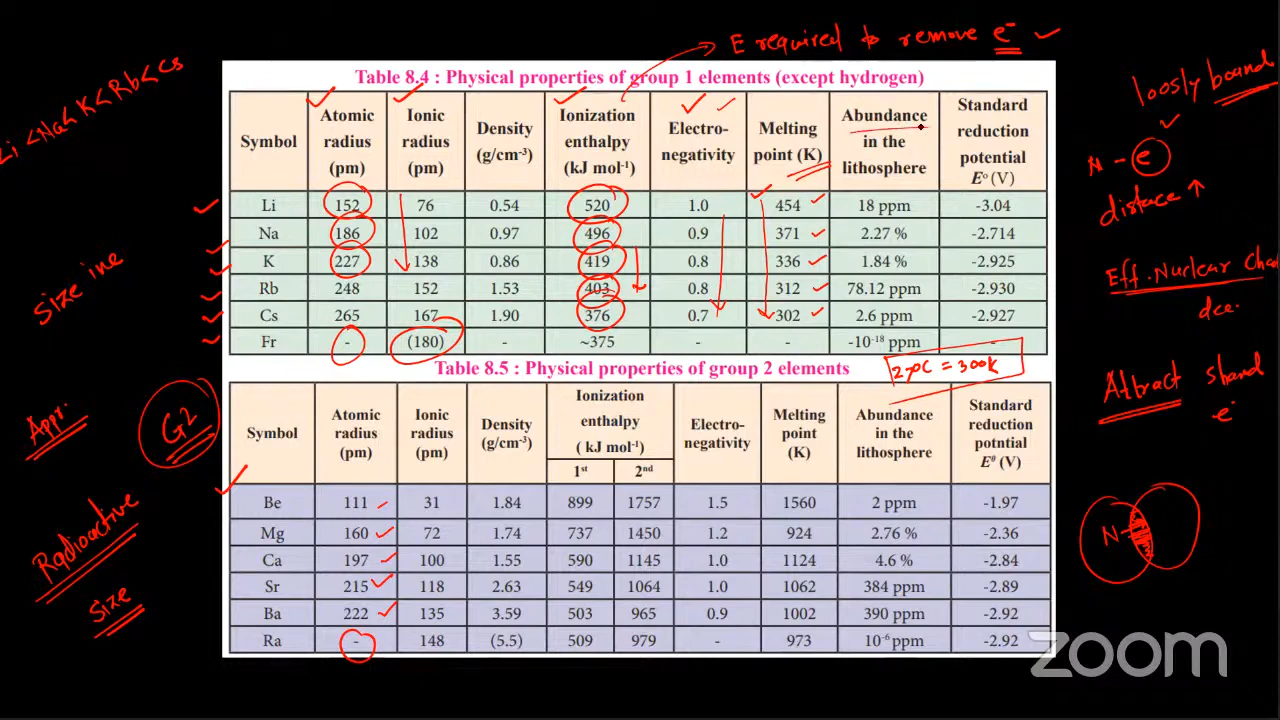 E required to remove e⁻
Li < Na < K < Rb < Cs
Table 8.4 : Physical properties of group 1 elements (except hydrogen)
Symbol Atomic radius (pm) Ionic radius (pm) Density (g/cm⁻³) Ionization enthalpy (kJ mol⁻¹) Electro-negativity Melting point (K) Abundance in the lithosphere Standard reduction potential E⁰ (V)
Li 152 76 0.54 520 1.0 454 18 ppm -3.04
Na 186 102 0.97 496 0.9 371 2.27 % -2.714
K 227 138 0.86 419 0.8 336 1.84 % -2.925
Rb 248 152 1.53 403 0.8 312 78.12 ppm -2.930
Cs 265 167 1.90 376 0.7 302 2.6 ppm -2.927
Fr - (180) - ~375 - - -10⁻¹⁸ ppm -
27°C = 300K
Table 8.5 : Physical properties of group 2 elements
Symbol Atomic radius (pm) Ionic radius (pm) Density (g/cm⁻³) Ionization enthalpy ( kJ mol⁻¹) 1st 2nd Electro-negativity Melting point (K) Abundance in the lithosphere Standard reduction potntial E⁰ (V)
Be 111 31 1.84 899 1757 1.5 1560 2 ppm -1.97
Mg 160 72 1.74 737 1450 1.2 924 2.76 % -2.36
Ca 197 100 1.55 590 1145 1.0 1124 4.6 % -2.84
Sr 215 118 2.63 549 1064 1.0 1062 384 ppm -2.89
Ba 222 135 3.59 503 965 0.9 1002 390 ppm -2.92
Ra - 148 (5.5) 509 979 - 973 10⁻⁶ ppm -2.92
Size inc
Appr.
G2
Radioactive
Size
loosly bound
N - e
distace ↑
Eff. Nuclear
dce.
Attract shared
e⁻
N
zoom